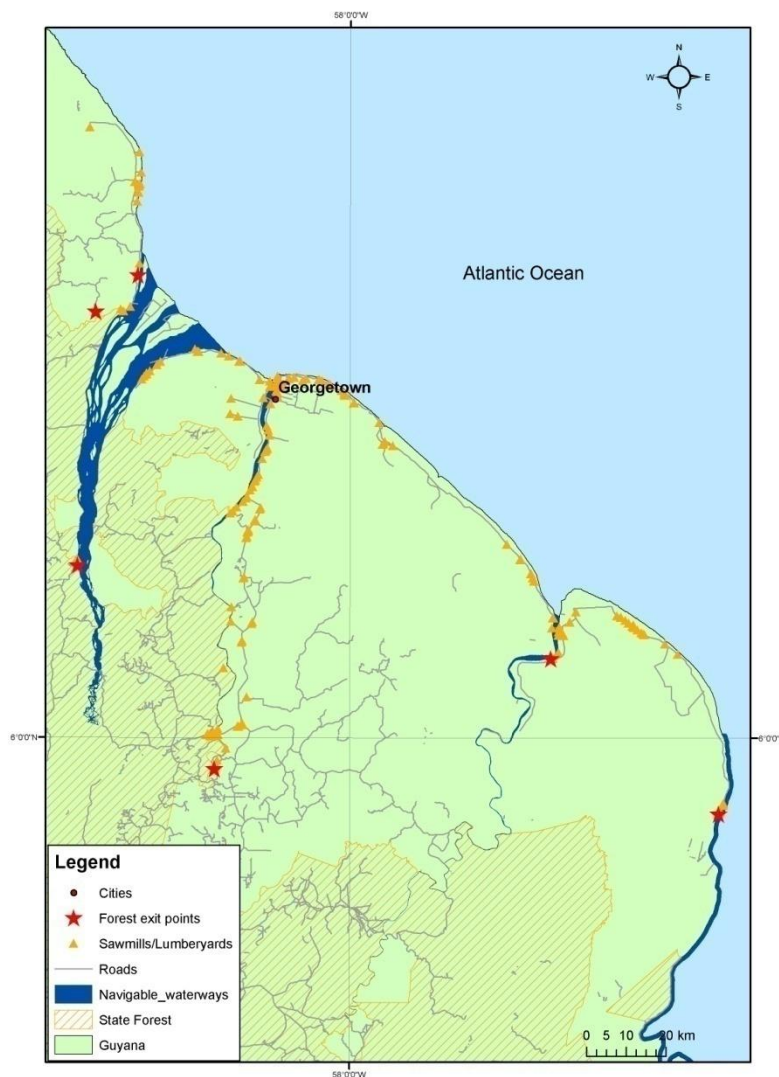 58°0'0"W
N
W
E
S
Atlantic Ocean
Georgetown
6°0'0"N
6°0'0"
Legend
Cities
Forest exit points
Sawmills/Lumberyards
Roads
Navigable_waterways
State Forest
Guyana
0 5 10 20 km
58°0'0"W